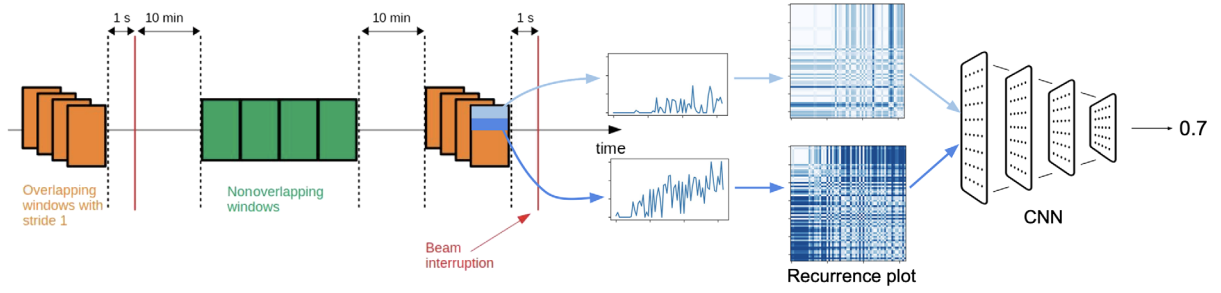 1 s
10 min
10 min
1 s
time
Overlapping
windows with
stride 1
Nonoverlapping
windows
Beam
interruption
Recurrence plot
CNN
0.7